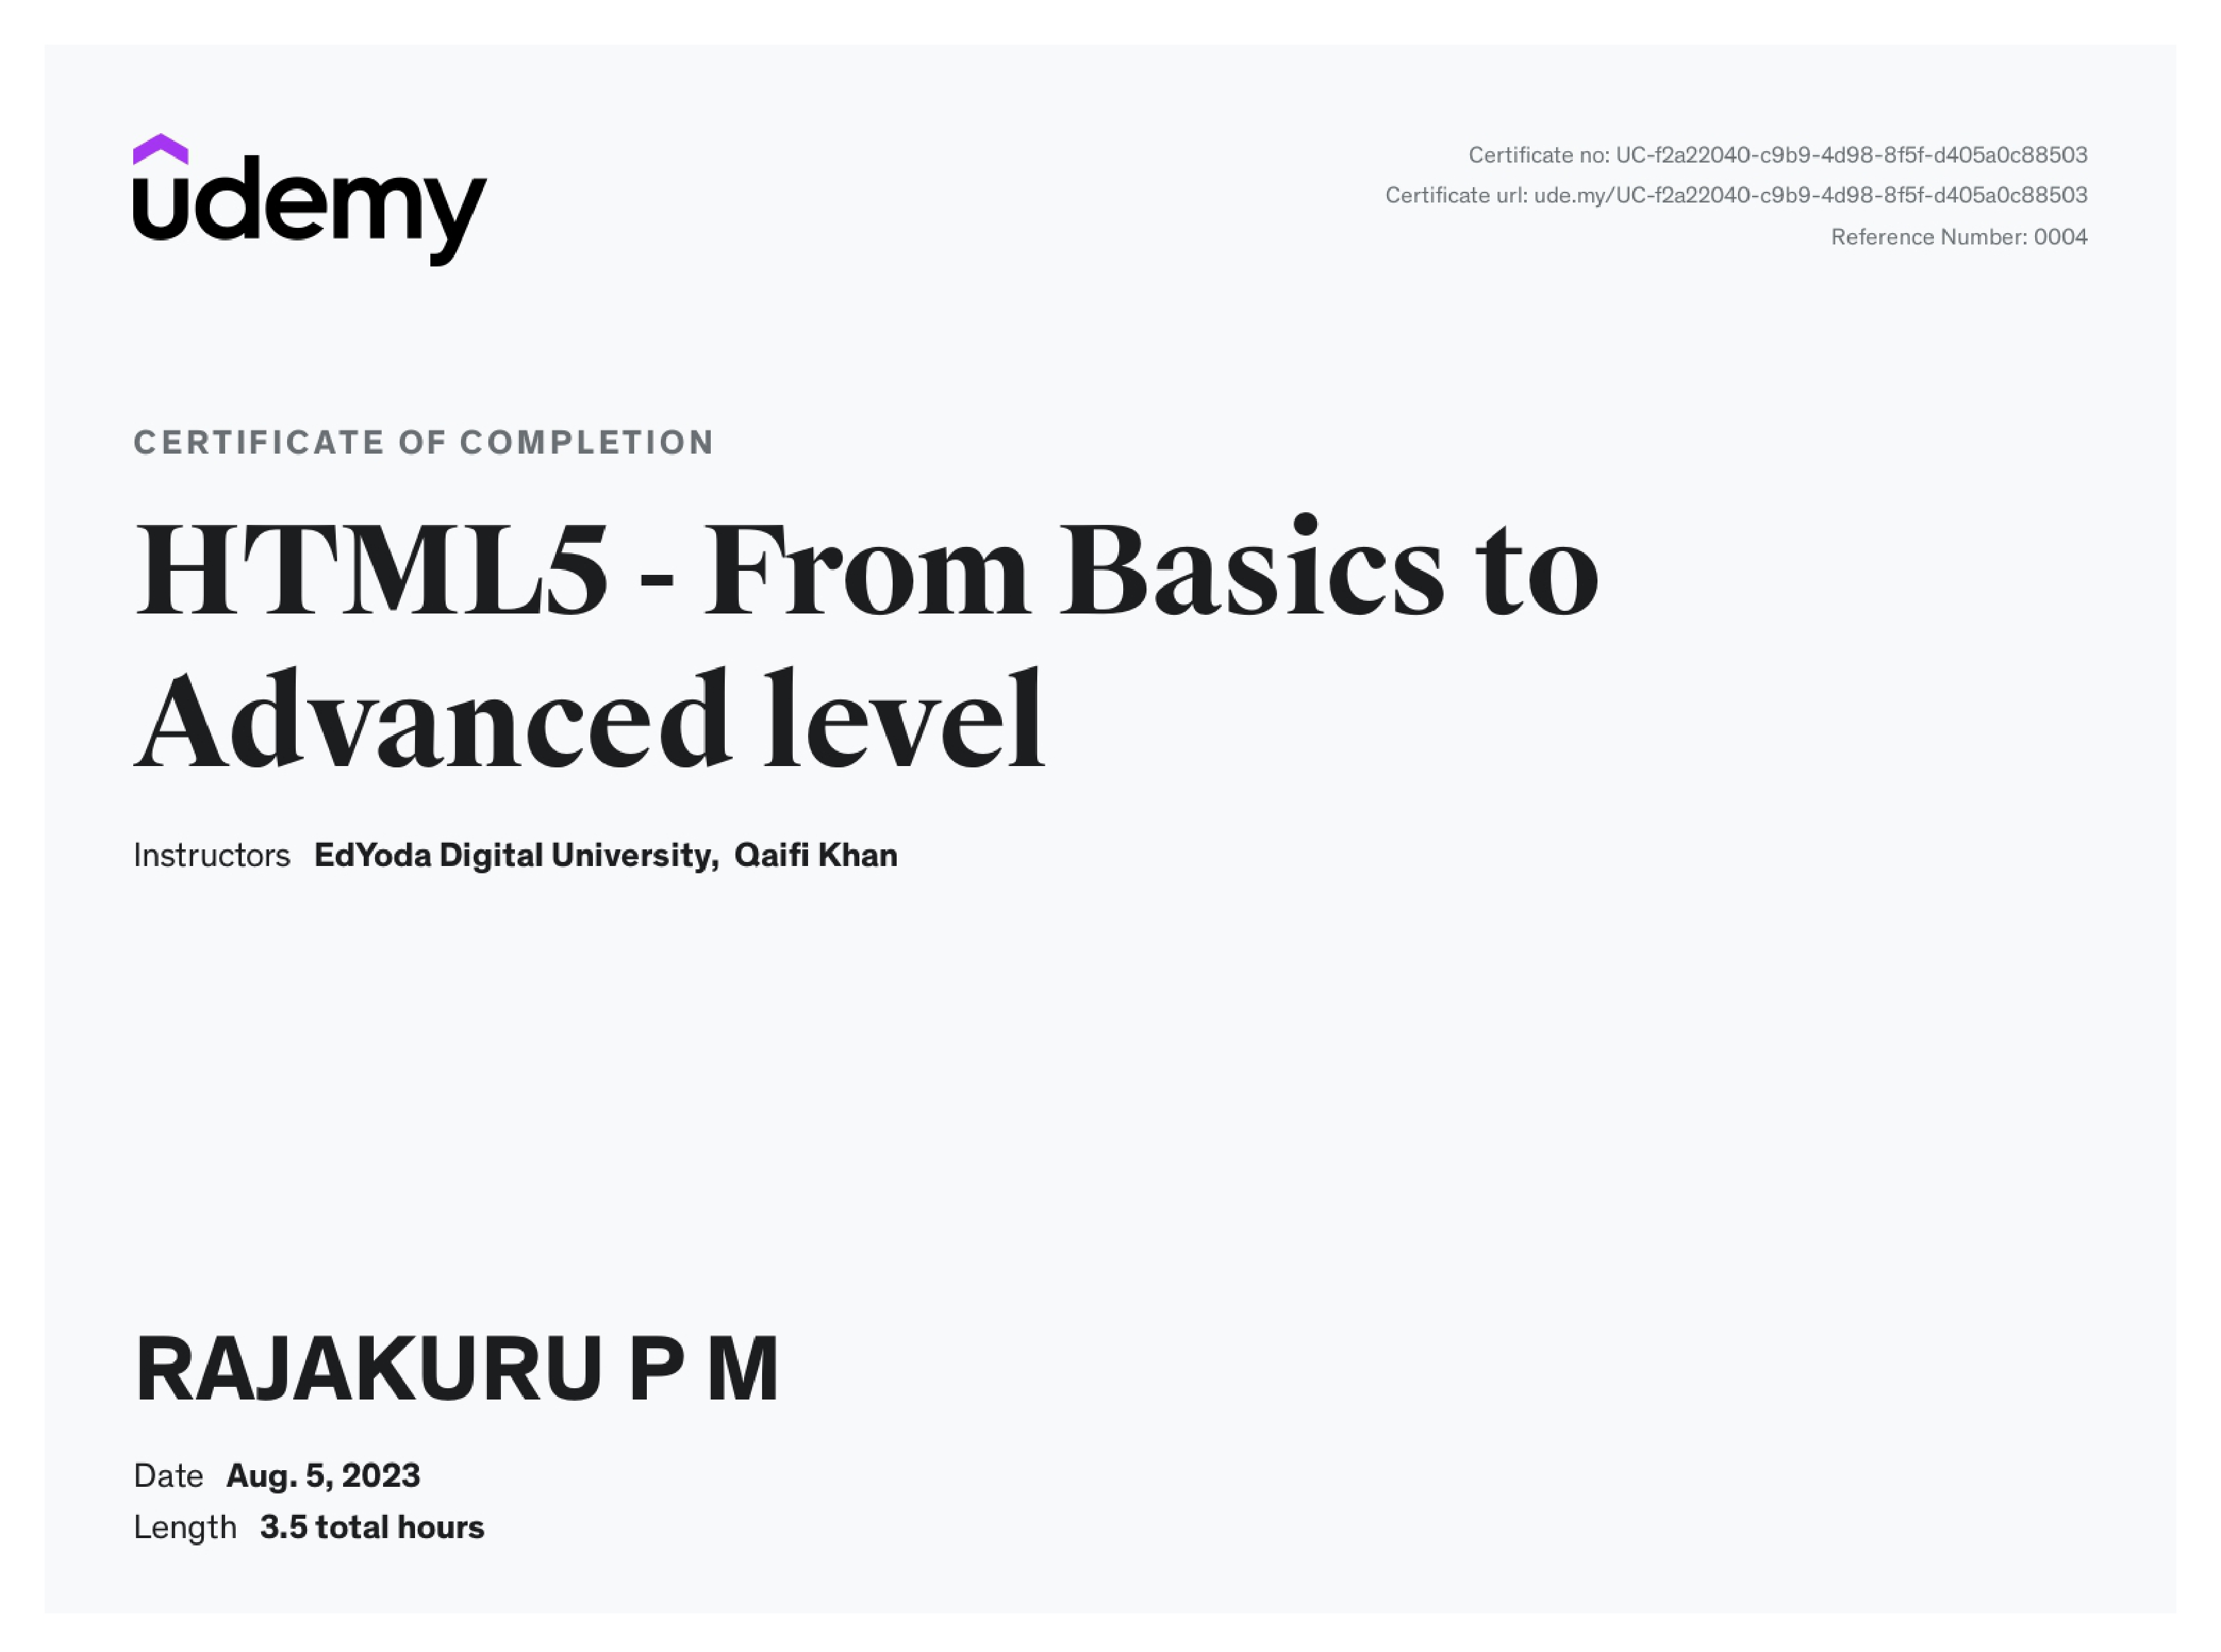 udemy
Certificate no: UC-f2a22040-c9b9-4d98-8f5f-d405a0c88503
Certificate url: ude.my/UC-f2a22040-c9b9-4d98-8f5f-d405a0c88503
Reference Number: 0004
CERTIFICATE OF COMPLETION
HTML5 - From Basics to
Advanced level
Instructors EdYoda Digital University, Qaifi Khan
RAJAKURU P M
Date Aug. 5, 2023
Length 3.5 total hours